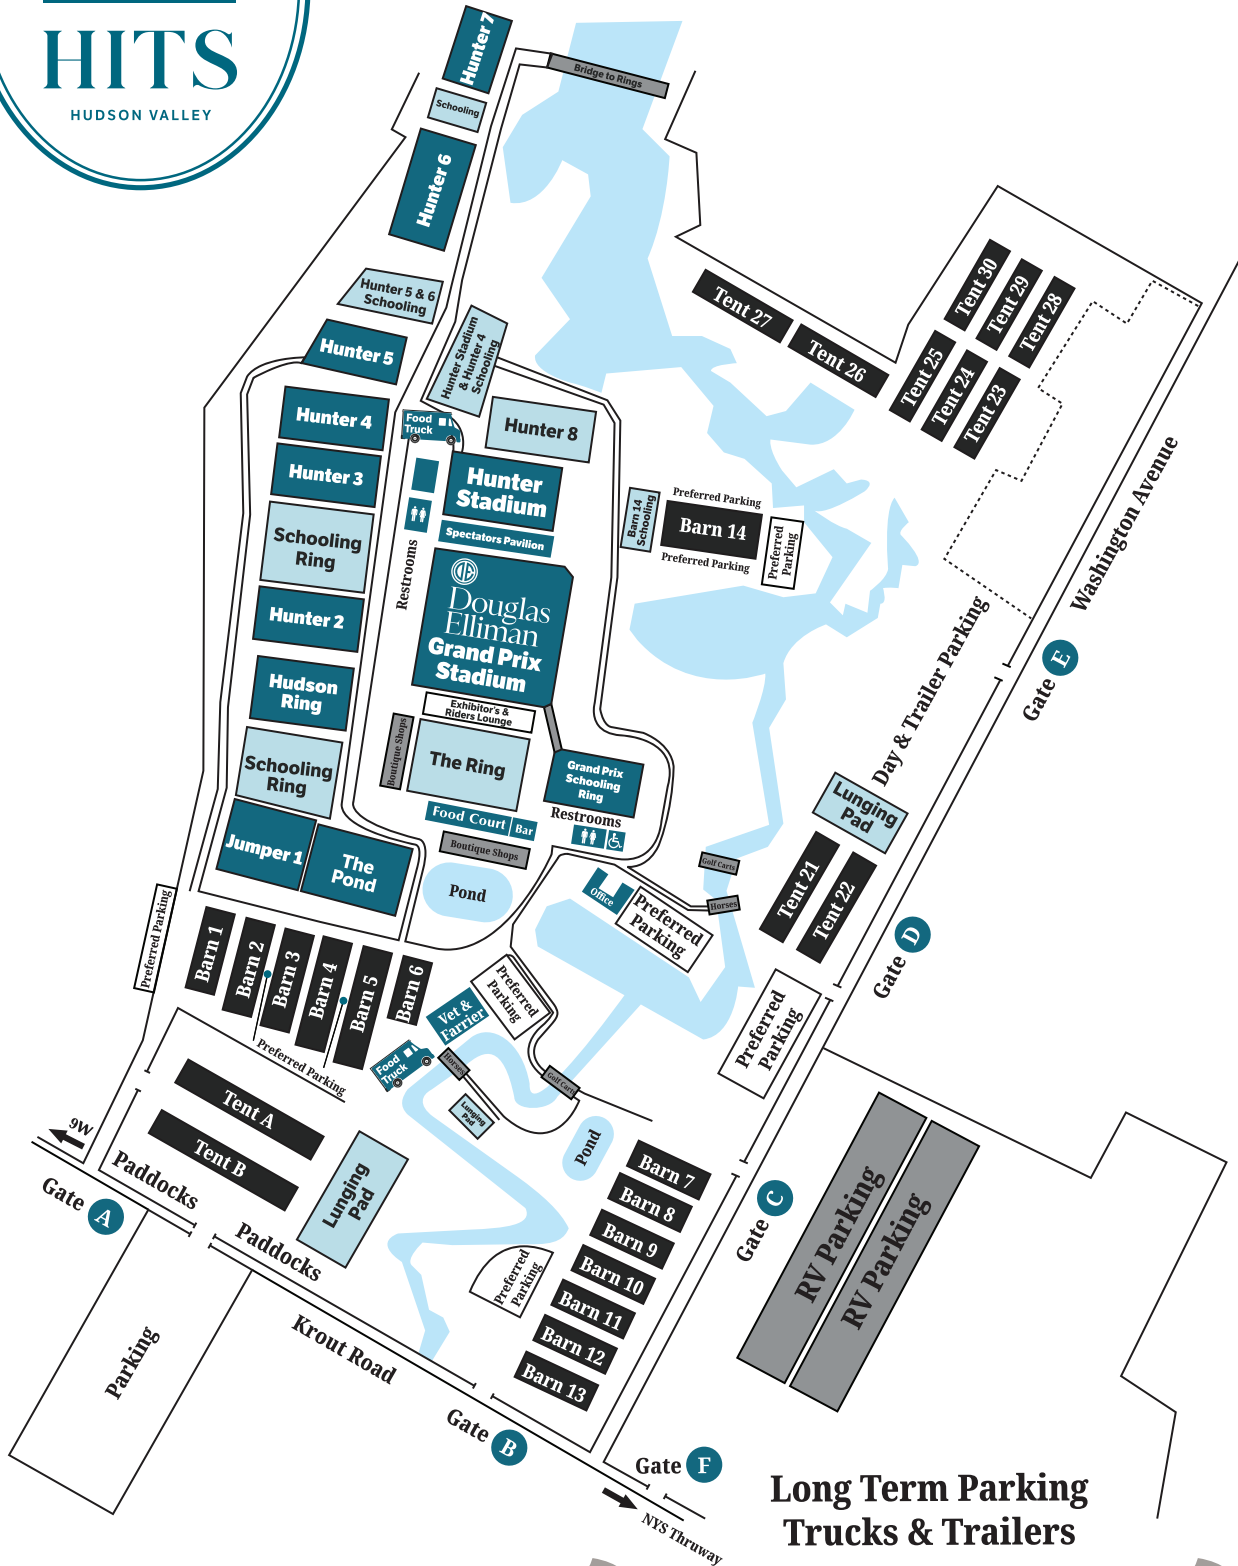 HITS
HUDSON VALLEY
Hunter 7
Schooling
Bridge to Rings
Hunter 6
Hunter 5 & 6
Schooling
Hunter 5
Hunter Stadium
& Hunter 4
Schooling
Tent 27
Tent 26
Tent 30
Tent 29
Tent 28
Tent 25
Tent 24
Tent 23
Hunter 4
Food
Truck
Hunter 8
Hunter 3
Hunter
Stadium
Spectators Pavilion
Restrooms
Schooling
Ring
Barn 14
Schooling
Preferred Parking
Barn 14
Preferred Parking
Preferred
Parking
Washington Avenue
Hunter 2
Douglas
Elliman
Grand Prix
Stadium
Hudson
Ring
Exhibitor's &
Riders Lounge
Boutique Shops
The Ring
Grand Prix
Schooling
Ring
Day & Trailer Parking
Gate E
Schooling
Ring
Food Court
Bar
Restrooms
Boutique Shops
Lunging
Pad
Jumper 1
The
Pond
Pond
Office
Preferred
Parking
Golf Carts
Horses
Tent 21
Tent 22
Gate D
Preferred Parking
Barn 1
Barn 2
Barn 3
Barn 4
Barn 5
Barn 6
Preferred Parking
Vet &
Farrier
Preferred
Parking
Food
Truck
Horses
Golf Carts
Lunging
Pad
Preferred
Parking
Tent A
Tent B
Lunging
Pad
Pond
9W
Paddocks
Gate A
Paddocks
Krout Road
Parking
Preferred
Parking
Barn 7
Barn 8
Barn 9
Barn 10
Barn 11
Barn 12
Barn 13
Gate C
RV Parking
RV Parking
Gate B
Gate F
NYS Thruway
Long Term Parking
Trucks & Trailers